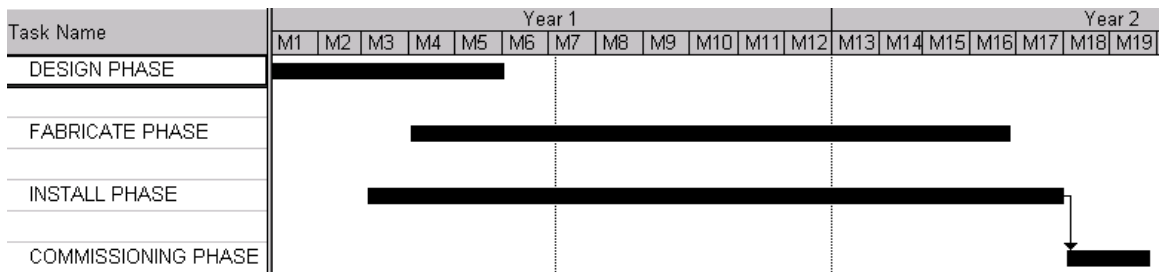 Task Name
Year 1
Year 2
M1 M2 M3 M4 M5 M6 M7 M8 M9 M10 M11 M12 M13 M14 M15 M16 M17 M18 M19
DESIGN PHASE
FABRICATE PHASE
INSTALL PHASE
COMMISSIONING PHASE